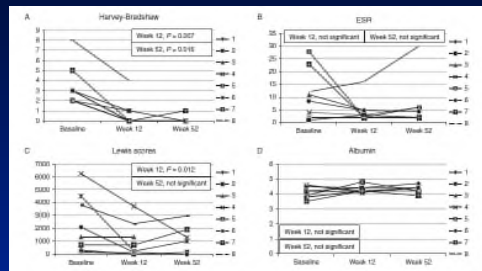 A
Harvey-Bradshaw
9
8
7
6
5
4
3
2
1
0
Week 12, P = 0.007
Week 52, P = 0.016
Baseline
Week 12
Week 52
1
2
3
4
5
6
7
8
B
ESR
35
30
25
20
15
10
5
0
Week 12, not significant
Week 52, not significant
Baseline
Week 12
Week 52
1
2
3
4
5
6
7
8
C
Lewis scores
7000
6000
5000
4000
3000
2000
1000
0
Week 12, P = 0.012
Week 52, not significant
Baseline
Week 12
Week 52
1
2
3
4
5
6
7
8
D
Albumin
6
5
4
3
2
1
0
Week 12, not significant
Week 52, not significant
Baseline
Week 12
Week 52
1
2
3
4
5
6
7
8